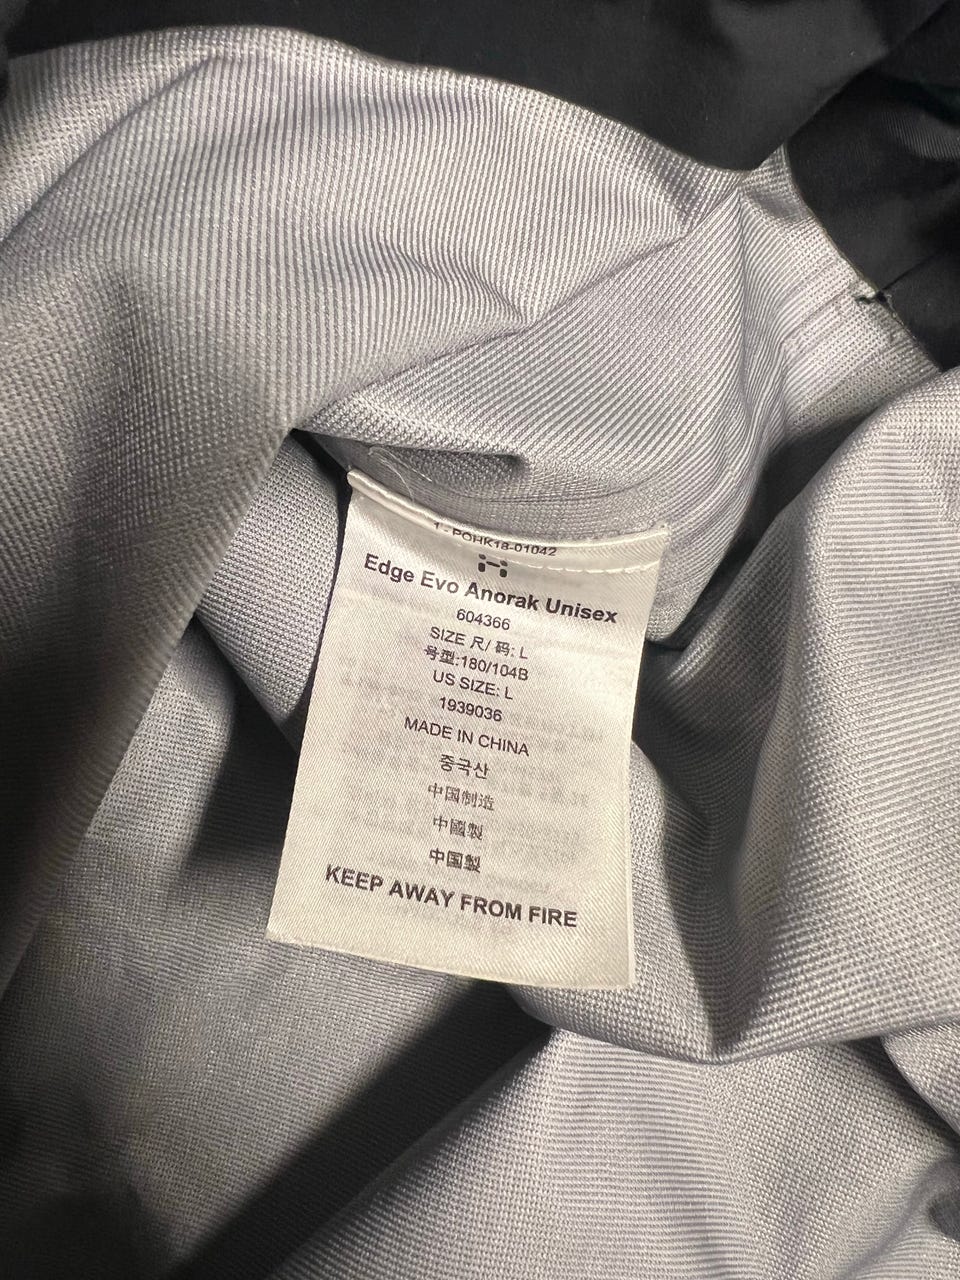 1 - POHK18-01042
Edge Evo Anorak Unisex
604366
SIZE 尺/ 码: L
号型:180/104B
US SIZE: L
1939036
MADE IN CHINA
중국산
中国制造
中國製
中国製
KEEP AWAY FROM FIRE